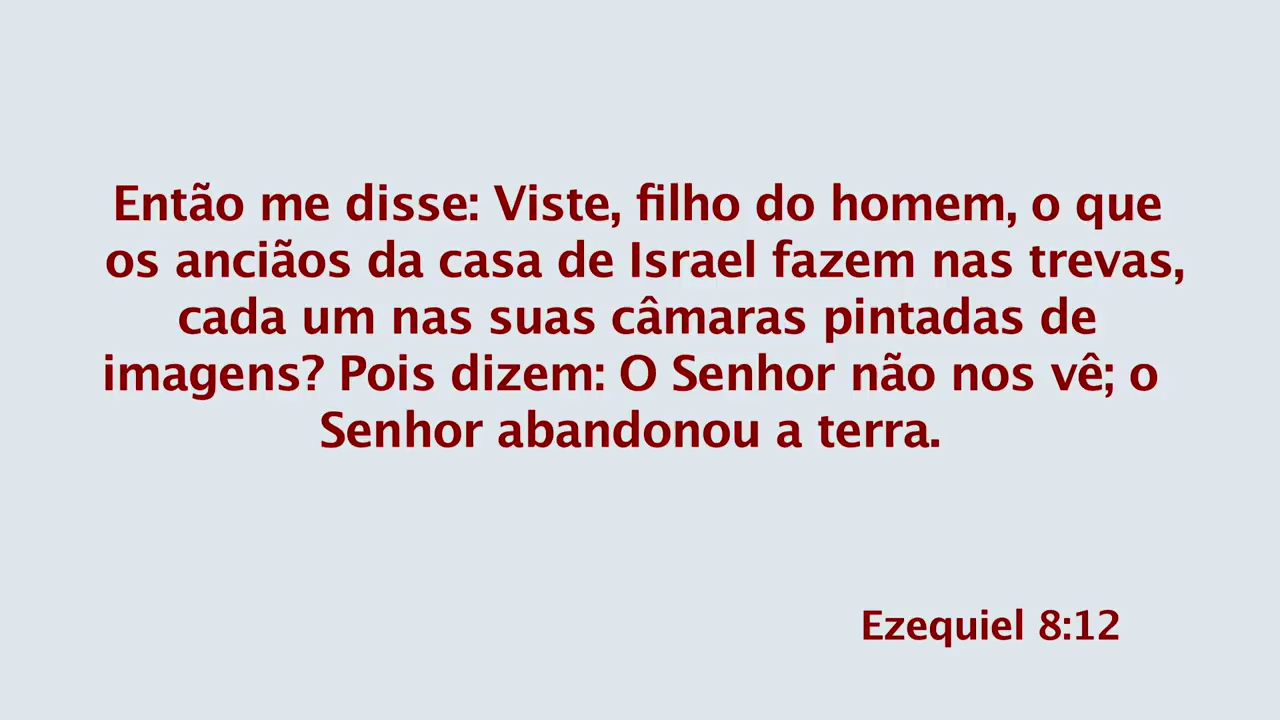 Então me disse: Viste, filho do homem, o que
os anciãos da casa de Israel fazem nas trevas,
cada um nas suas câmaras pintadas de
imagens? Pois dizem: O Senhor não nos vê; o
Senhor abandonou a terra.
Ezequiel 8:12